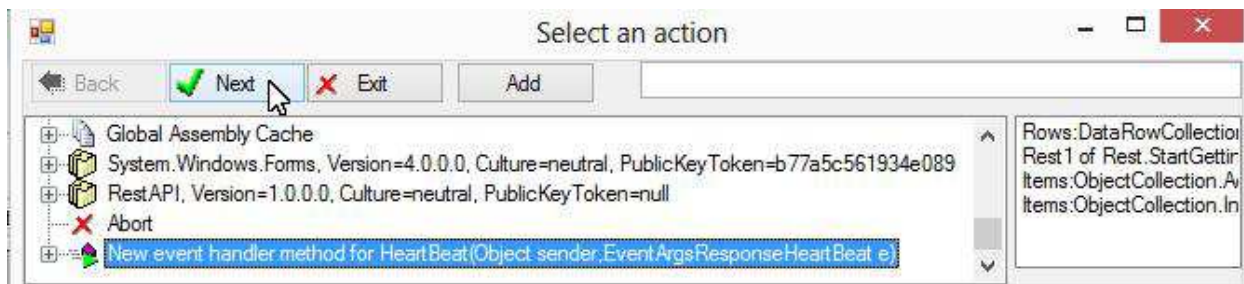 Select an action
Back Next Exit Add
Global Assembly Cache
System.Windows.Forms, Version=4.0.0.0, Culture=neutral, PublicKeyToken=b77a5c561934e089
RestAPI, Version=1.0.0.0, Culture=neutral, PublicKeyToken=null
Abort
New event handler method for HeartBeat(Object sender,EventArgsResponseHeartBeat e)
Rows:DataRowCollection
Rest1 of Rest.StartGettin
Items:ObjectCollection.A
Items:ObjectCollection.In